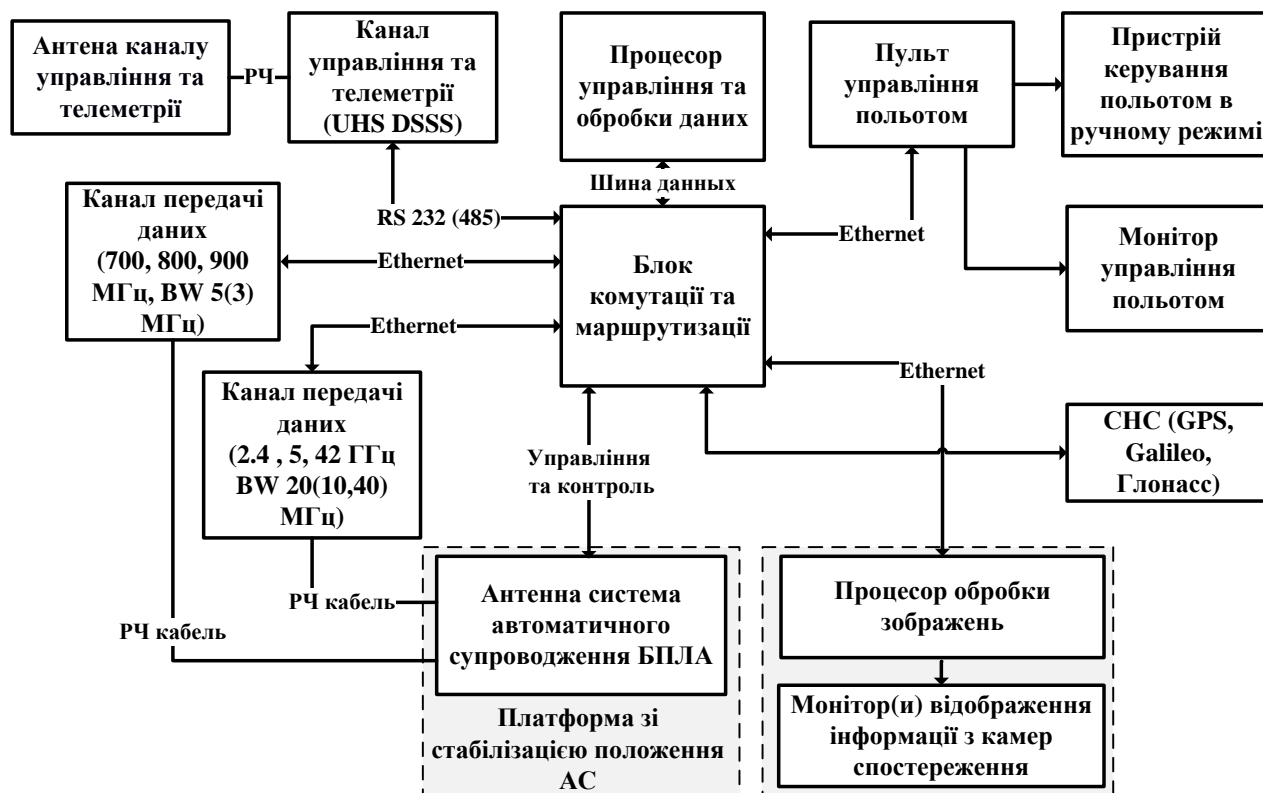 Антена каналу
управління та
телеметрії
РЧ
Канал
управління та
телеметрії
(UHS DSSS)
Процесор
управління та
обробки даних
Пульт
управління
польотом
Пристрій
керування
польотом в
ручному режимі
Шина данных
Канал передачі
даних
(700, 800, 900
МГц, BW 5(3)
МГц)
RS 232 (485)
Ethernet
Ethernet
Блок
комутації та
маршрутизації
Ethernet
Монітор
управління
польотом
Ethernet
Канал передачі
даних
(2.4 , 5, 42 ГГц
BW 20(10,40)
МГц)
Управління
та контроль
СНС (GPS,
Galileo,
Глонасс)
РЧ кабель
РЧ кабель
Антенна система
автоматичного
супроводження БПЛА
Платформа зі
стабілізацією положення
АС
Процесор обробки
зображень
Монітор(и) відображення
інформації з камер
спостереження